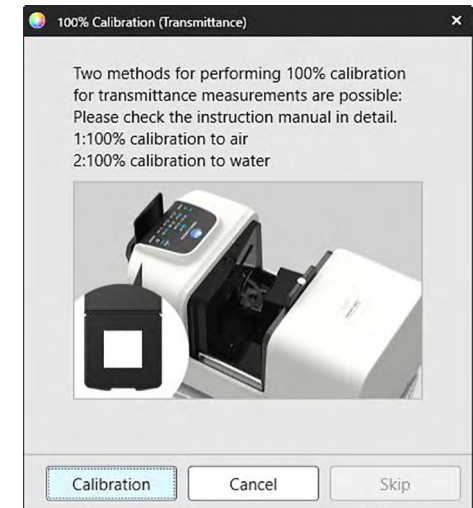 100% Calibration (Transmittance)
Two methods for performing 100% calibration
for transmittance measurements are possible:
Please check the instruction manual in detail.
1:100% calibration to air
2:100% calibration to water
Calibration
Cancel
Skip